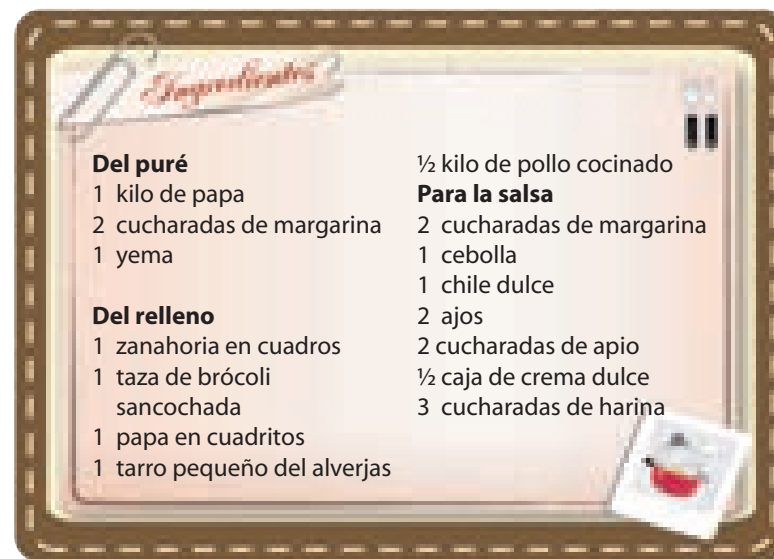 Ingredientes
Del puré
1 kilo de papa
2 cucharadas de margarina
1 yema
Del relleno
1 zanahoria en cuadros
1 taza de brócoli
sancochada
1 papa en cuadritos
1 tarro pequeño del alverjas
½ kilo de pollo cocinado
Para la salsa
2 cucharadas de margarina
1 cebolla
1 chile dulce
2 ajos
2 cucharadas de apio
½ caja de crema dulce
3 cucharadas de harina